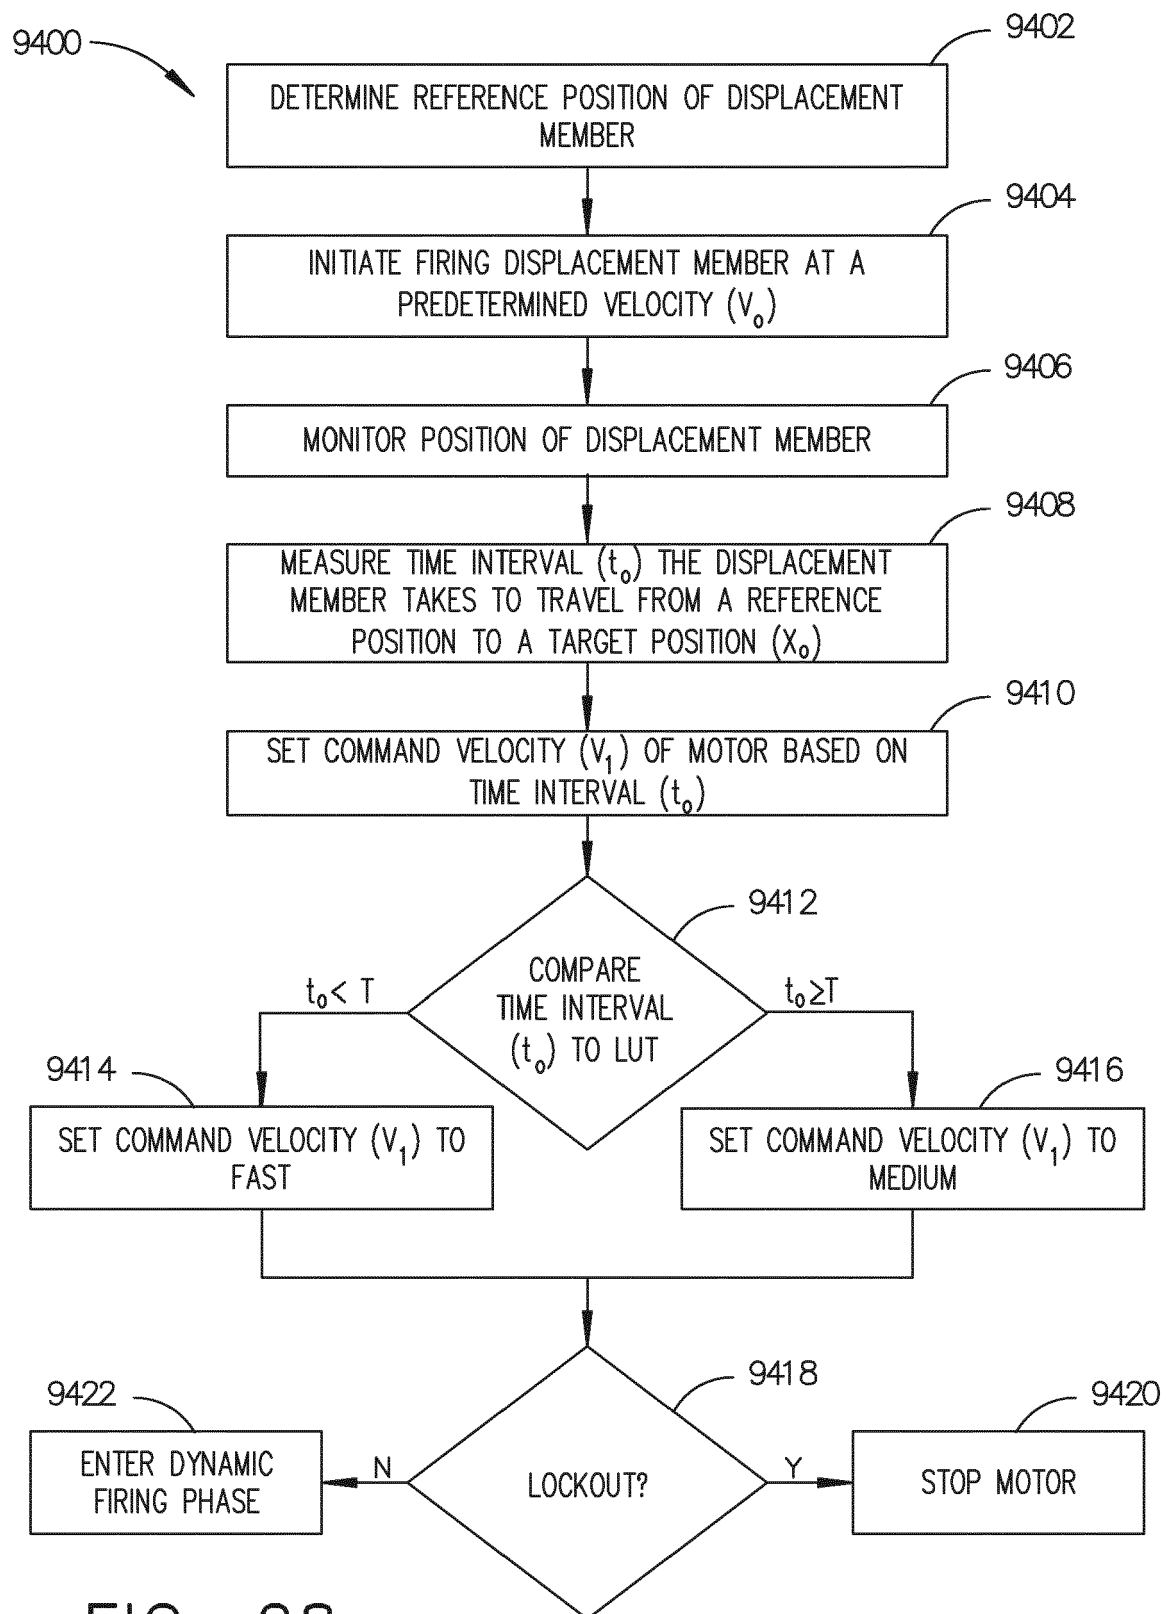 9400
9402
DETERMINE REFERENCE POSITION OF DISPLACEMENT
MEMBER
9404
INITIATE FIRING DISPLACEMENT MEMBER AT A
PREDETERMINED VELOCITY (V₀)
9406
MONITOR POSITION OF DISPLACEMENT MEMBER
9408
MEASURE TIME INTERVAL (t₀) THE DISPLACEMENT
MEMBER TAKES TO TRAVEL FROM A REFERENCE
POSITION TO A TARGET POSITION (X₀)
9410
SET COMMAND VELOCITY (V₁) OF MOTOR BASED ON
TIME INTERVAL (t₀)
9412
COMPARE
TIME INTERVAL
(t₀) TO LUT
t₀< T
t₀≥T
9414
SET COMMAND VELOCITY (V₁) TO
FAST
9416
SET COMMAND VELOCITY (V₁) TO
MEDIUM
9418
LOCKOUT?
N
Y
9422
ENTER DYNAMIC
FIRING PHASE
9420
STOP MOTOR